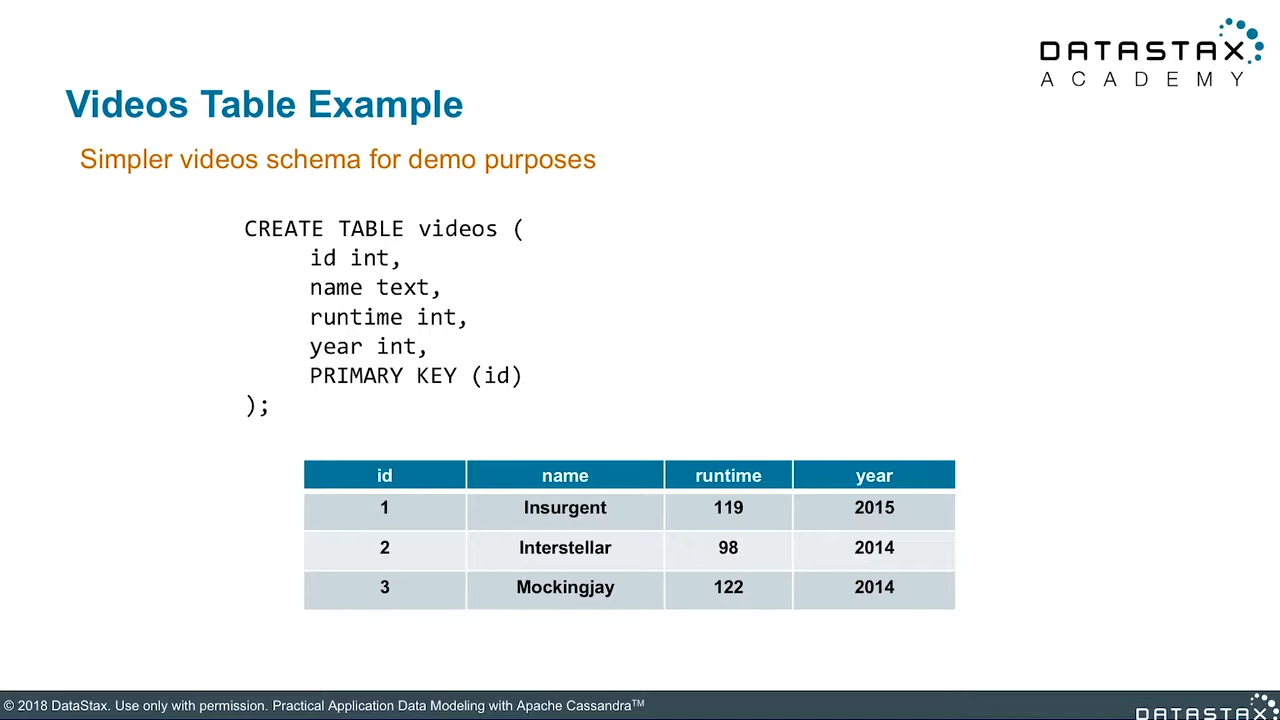 DATASTAX
ACADEMY
Videos Table Example
Simpler videos schema for demo purposes
CREATE TABLE videos (
id int,
name text,
runtime int,
year int,
PRIMARY KEY (id)
);
id name runtime year
1 Insurgent 119 2015
2 Interstellar 98 2014
3 Mockingjay 122 2014
© 2018 DataStax. Use only with permission. Practical Application Data Modeling with Apache Cassandra™
DATASTAX